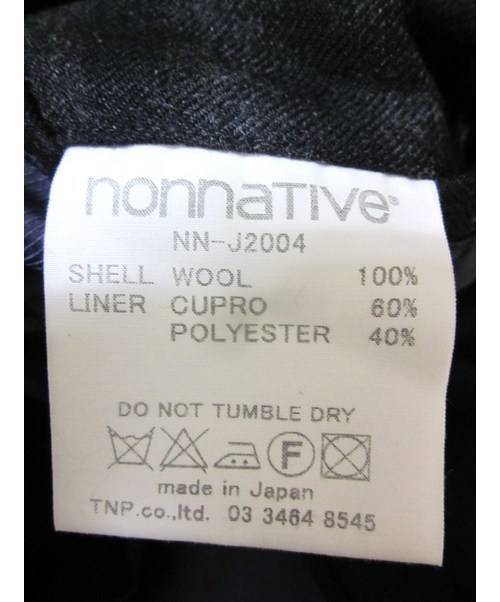 nonnative®
NN-J2004
SHELL WOOL 100%
LINER CUPRO 60%
POLYESTER 40%
DO NOT TUMBLE DRY
F
made in Japan
TNP.co.,ltd. 03 3464 8545